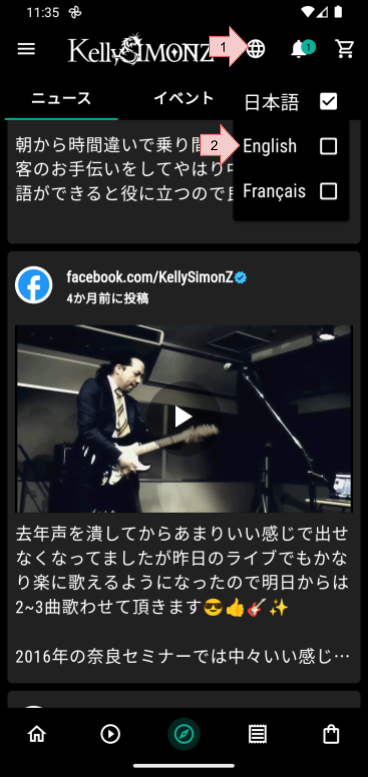 11:35
Kelly SIMONZ
1
1
ニュース
イベント
日本語
2
English
Français
朝から時間違いで乗り
客のお手伝いをしてやはり
語ができると役に立つので
facebook.com/KellySimonZ
4か月前に投稿
去年声を潰してからあまりいい感じで出せ
なくなってましたが昨日のライブでもかな
り楽に歌えるようになったので明日からは
2~3曲歌わせて頂きます😎👍🎸✨
2016年の奈良セミナーでは中々いい感じ…